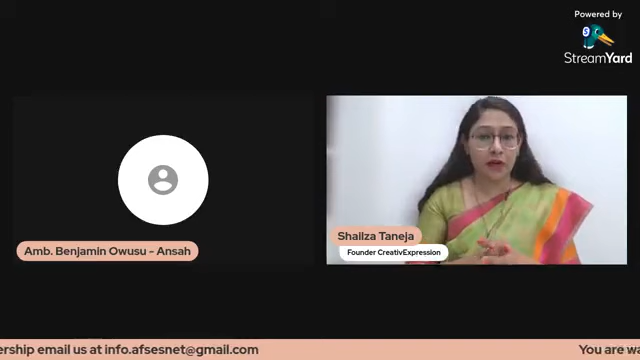 Powered by
StreamYard
Amb. Benjamin Owusu - Ansah
Shailza Taneja
Founder CreativExpression
ership email us at info.afsesnet@gmail.com
You are wa